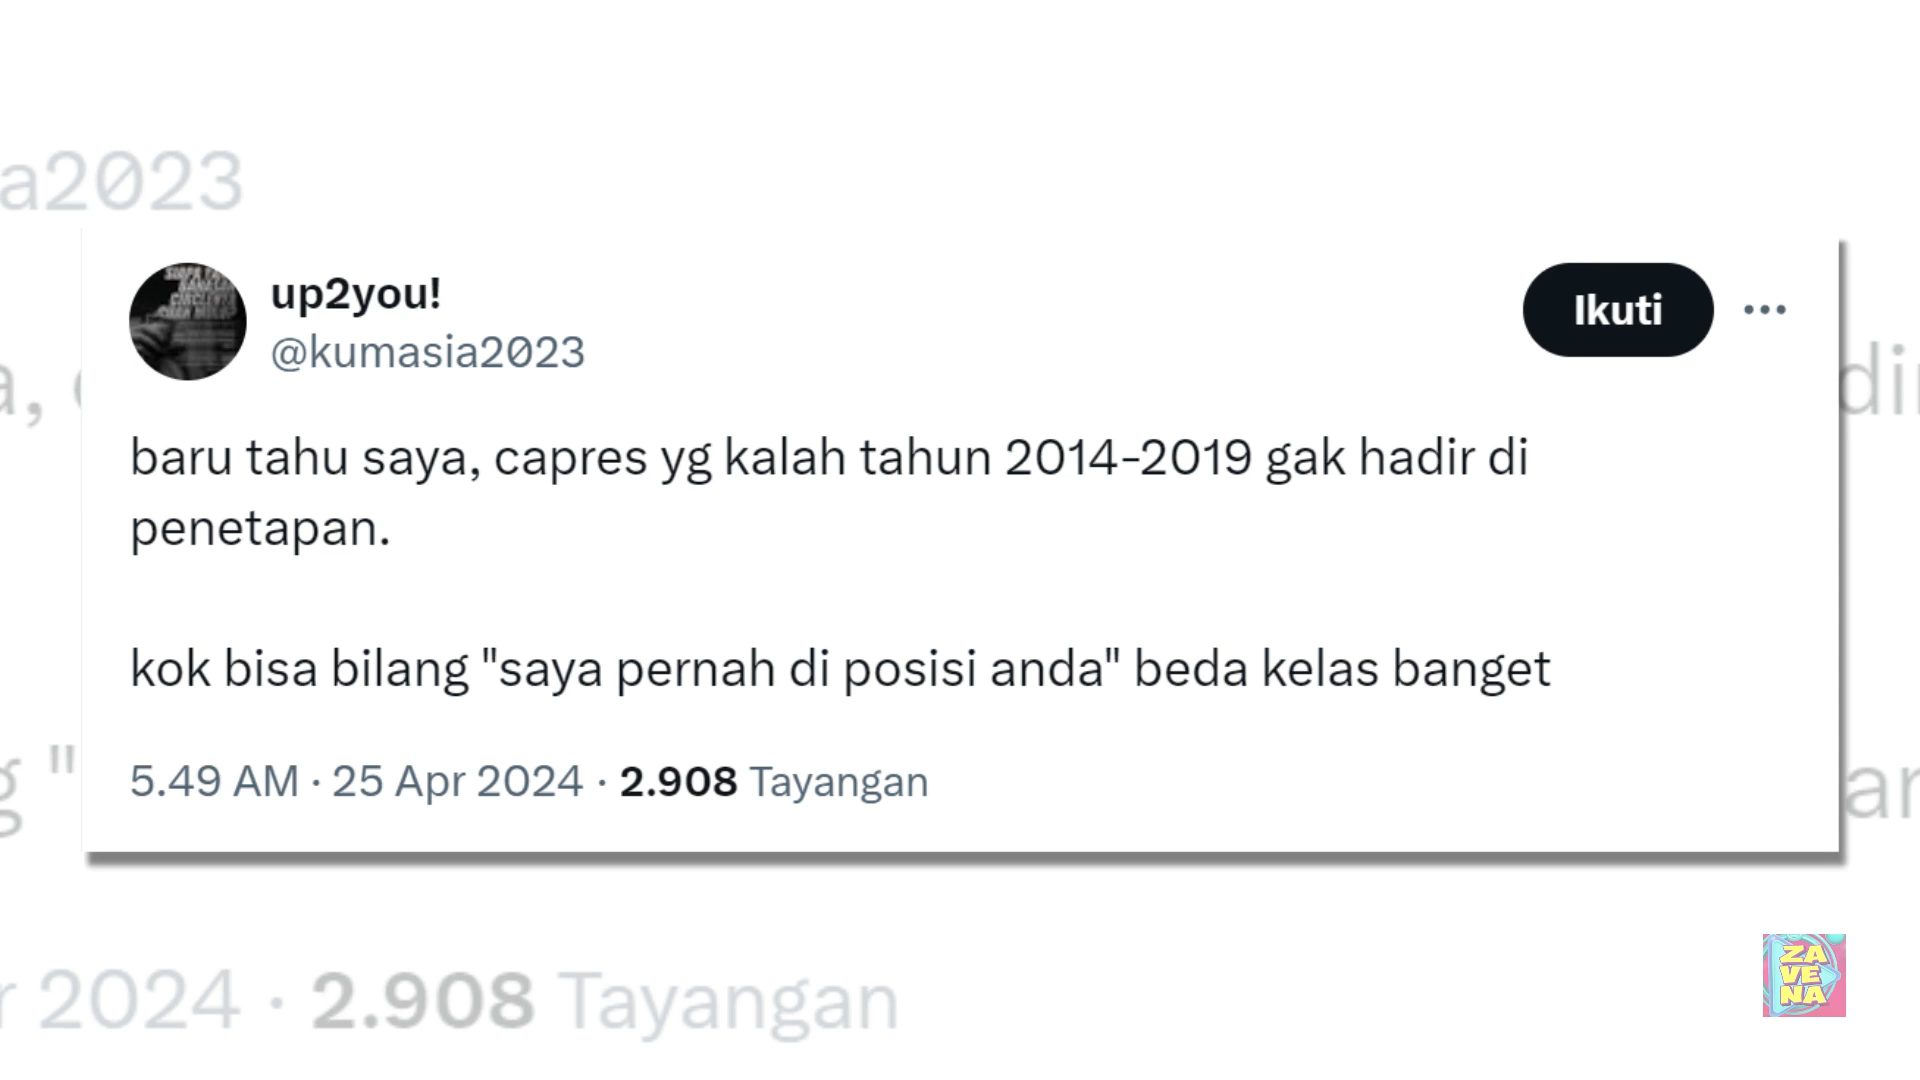 a2023
up2you!
@kumasia2023
Ikuti
baru tahu saya, capres yg kalah tahun 2014-2019 gak hadir di
penetapan.
kok bisa bilang "saya pernah di posisi anda" beda kelas banget
5.49 AM · 25 Apr 2024 · 2.908 Tayangan
2024 · 2.908 Tayangan
ZA
VE
NA